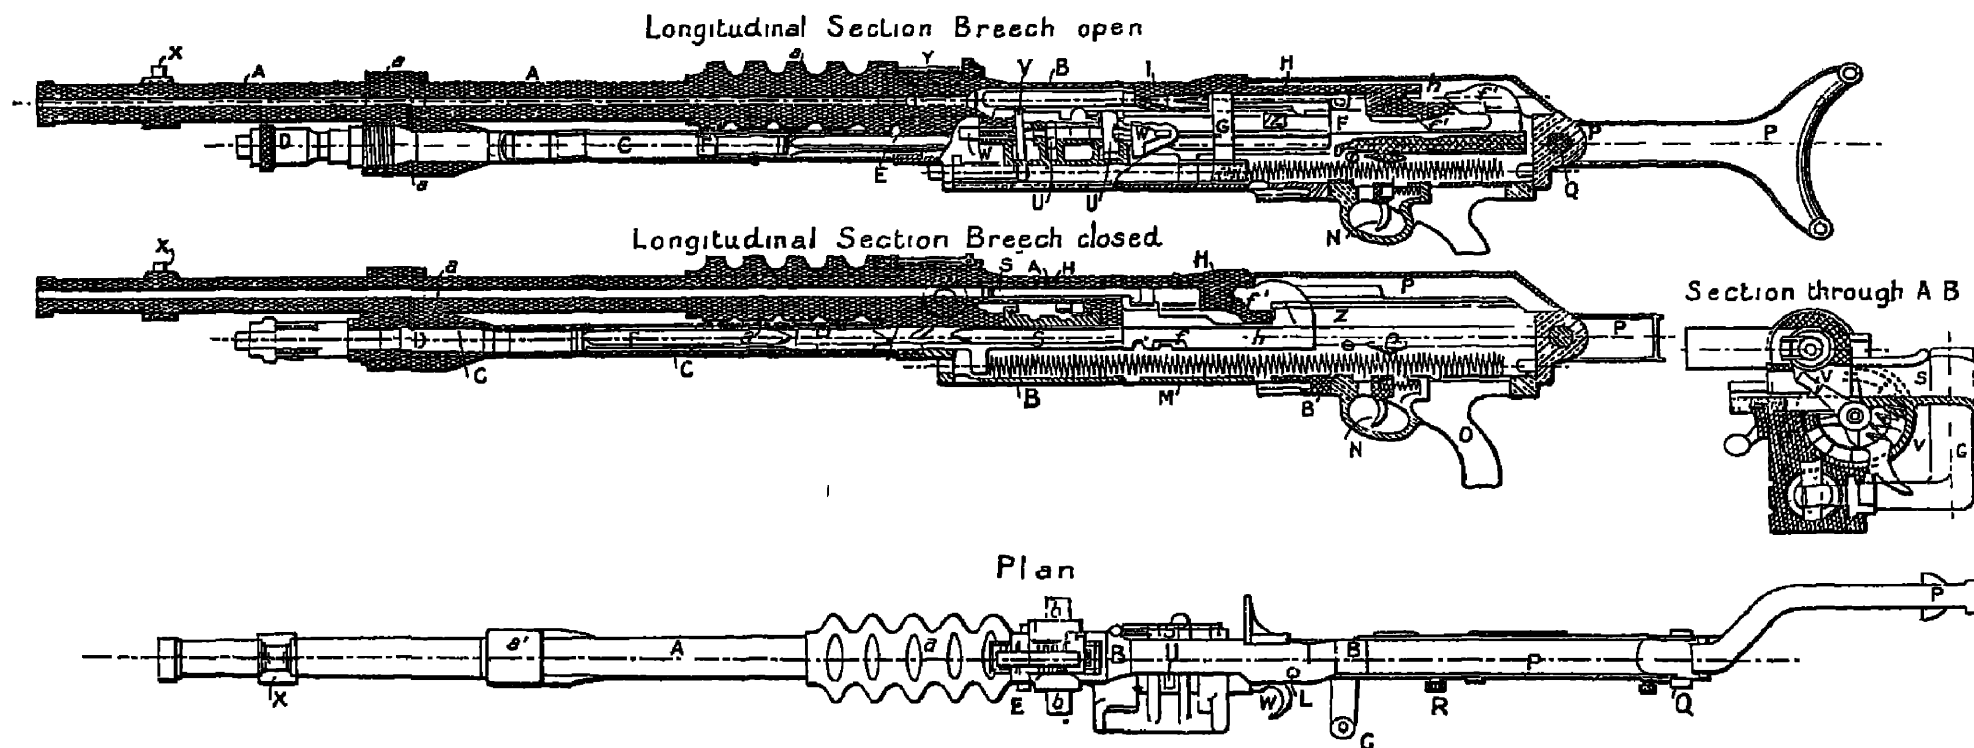 Longitudinal Section Breech open
X A a A a Y V B I H h f' f' P P
D a C E W U U W G F Q N
Longitudinal Section Breech closed
X a S A H H f' P Z P
D C F C S f h e B M B N O
Section through A B
V S V G
Plan
X a' A a E b b B U W L B G P R Q P